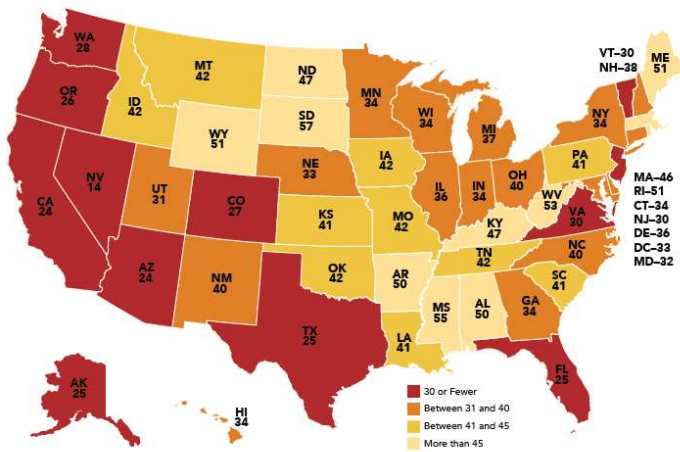 WA
28
OR
26
CA
24
NV
14
ID
42
MT
42
WY
51
UT
31
AZ
24
CO
27
NM
40
ND
47
SD
57
NE
33
KS
41
OK
42
TX
25
MN
34
IA
42
MO
42
AR
50
LA
41
WI
34
IL
36
MI
37
IN
34
OH
40
KY
47
TN
42
MS
55
AL
50
GA
34
FL
25
SC
41
NC
40
VA
30
WV
53
PA
41
NY
34
VT–30
NH–38
ME
51
MA–46
RI–51
CT–34
NJ–30
DE–36
DC–33
MD–32
AK
25
HI
34
30 or Fewer
Between 31 and 40
Between 41 and 45
More than 45